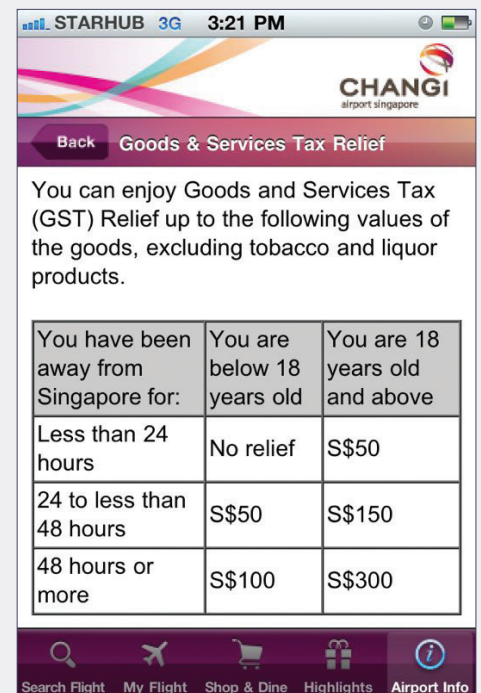 STARHUB 3G 3:21 PM
CHANGI
airport singapore
Back Goods & Services Tax Relief
You can enjoy Goods and Services Tax
(GST) Relief up to the following values of
the goods, excluding tobacco and liquor
products.
You have been away from Singapore for: You are below 18 years old You are 18 years old and above
Less than 24 hours No relief S$50
24 to less than 48 hours S$50 S$150
48 hours or more S$100 S$300
Search Flight My Flight Shop & Dine Highlights Airport Info